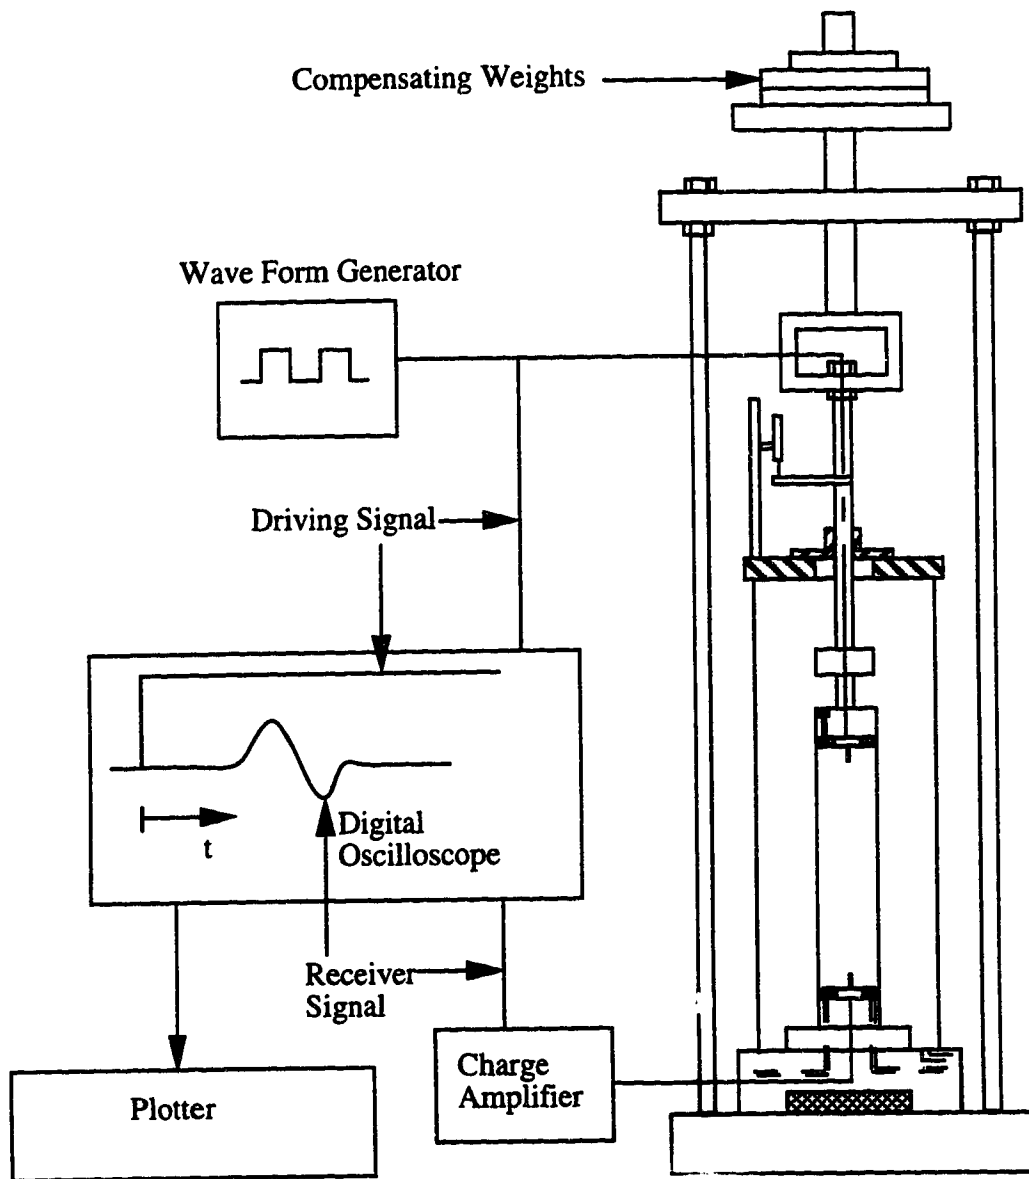 Compensating Weights
Wave Form Generator
Driving Signal
t
Digital
Oscilloscope
Receiver
Signal
Charge
Amplifier
Plotter